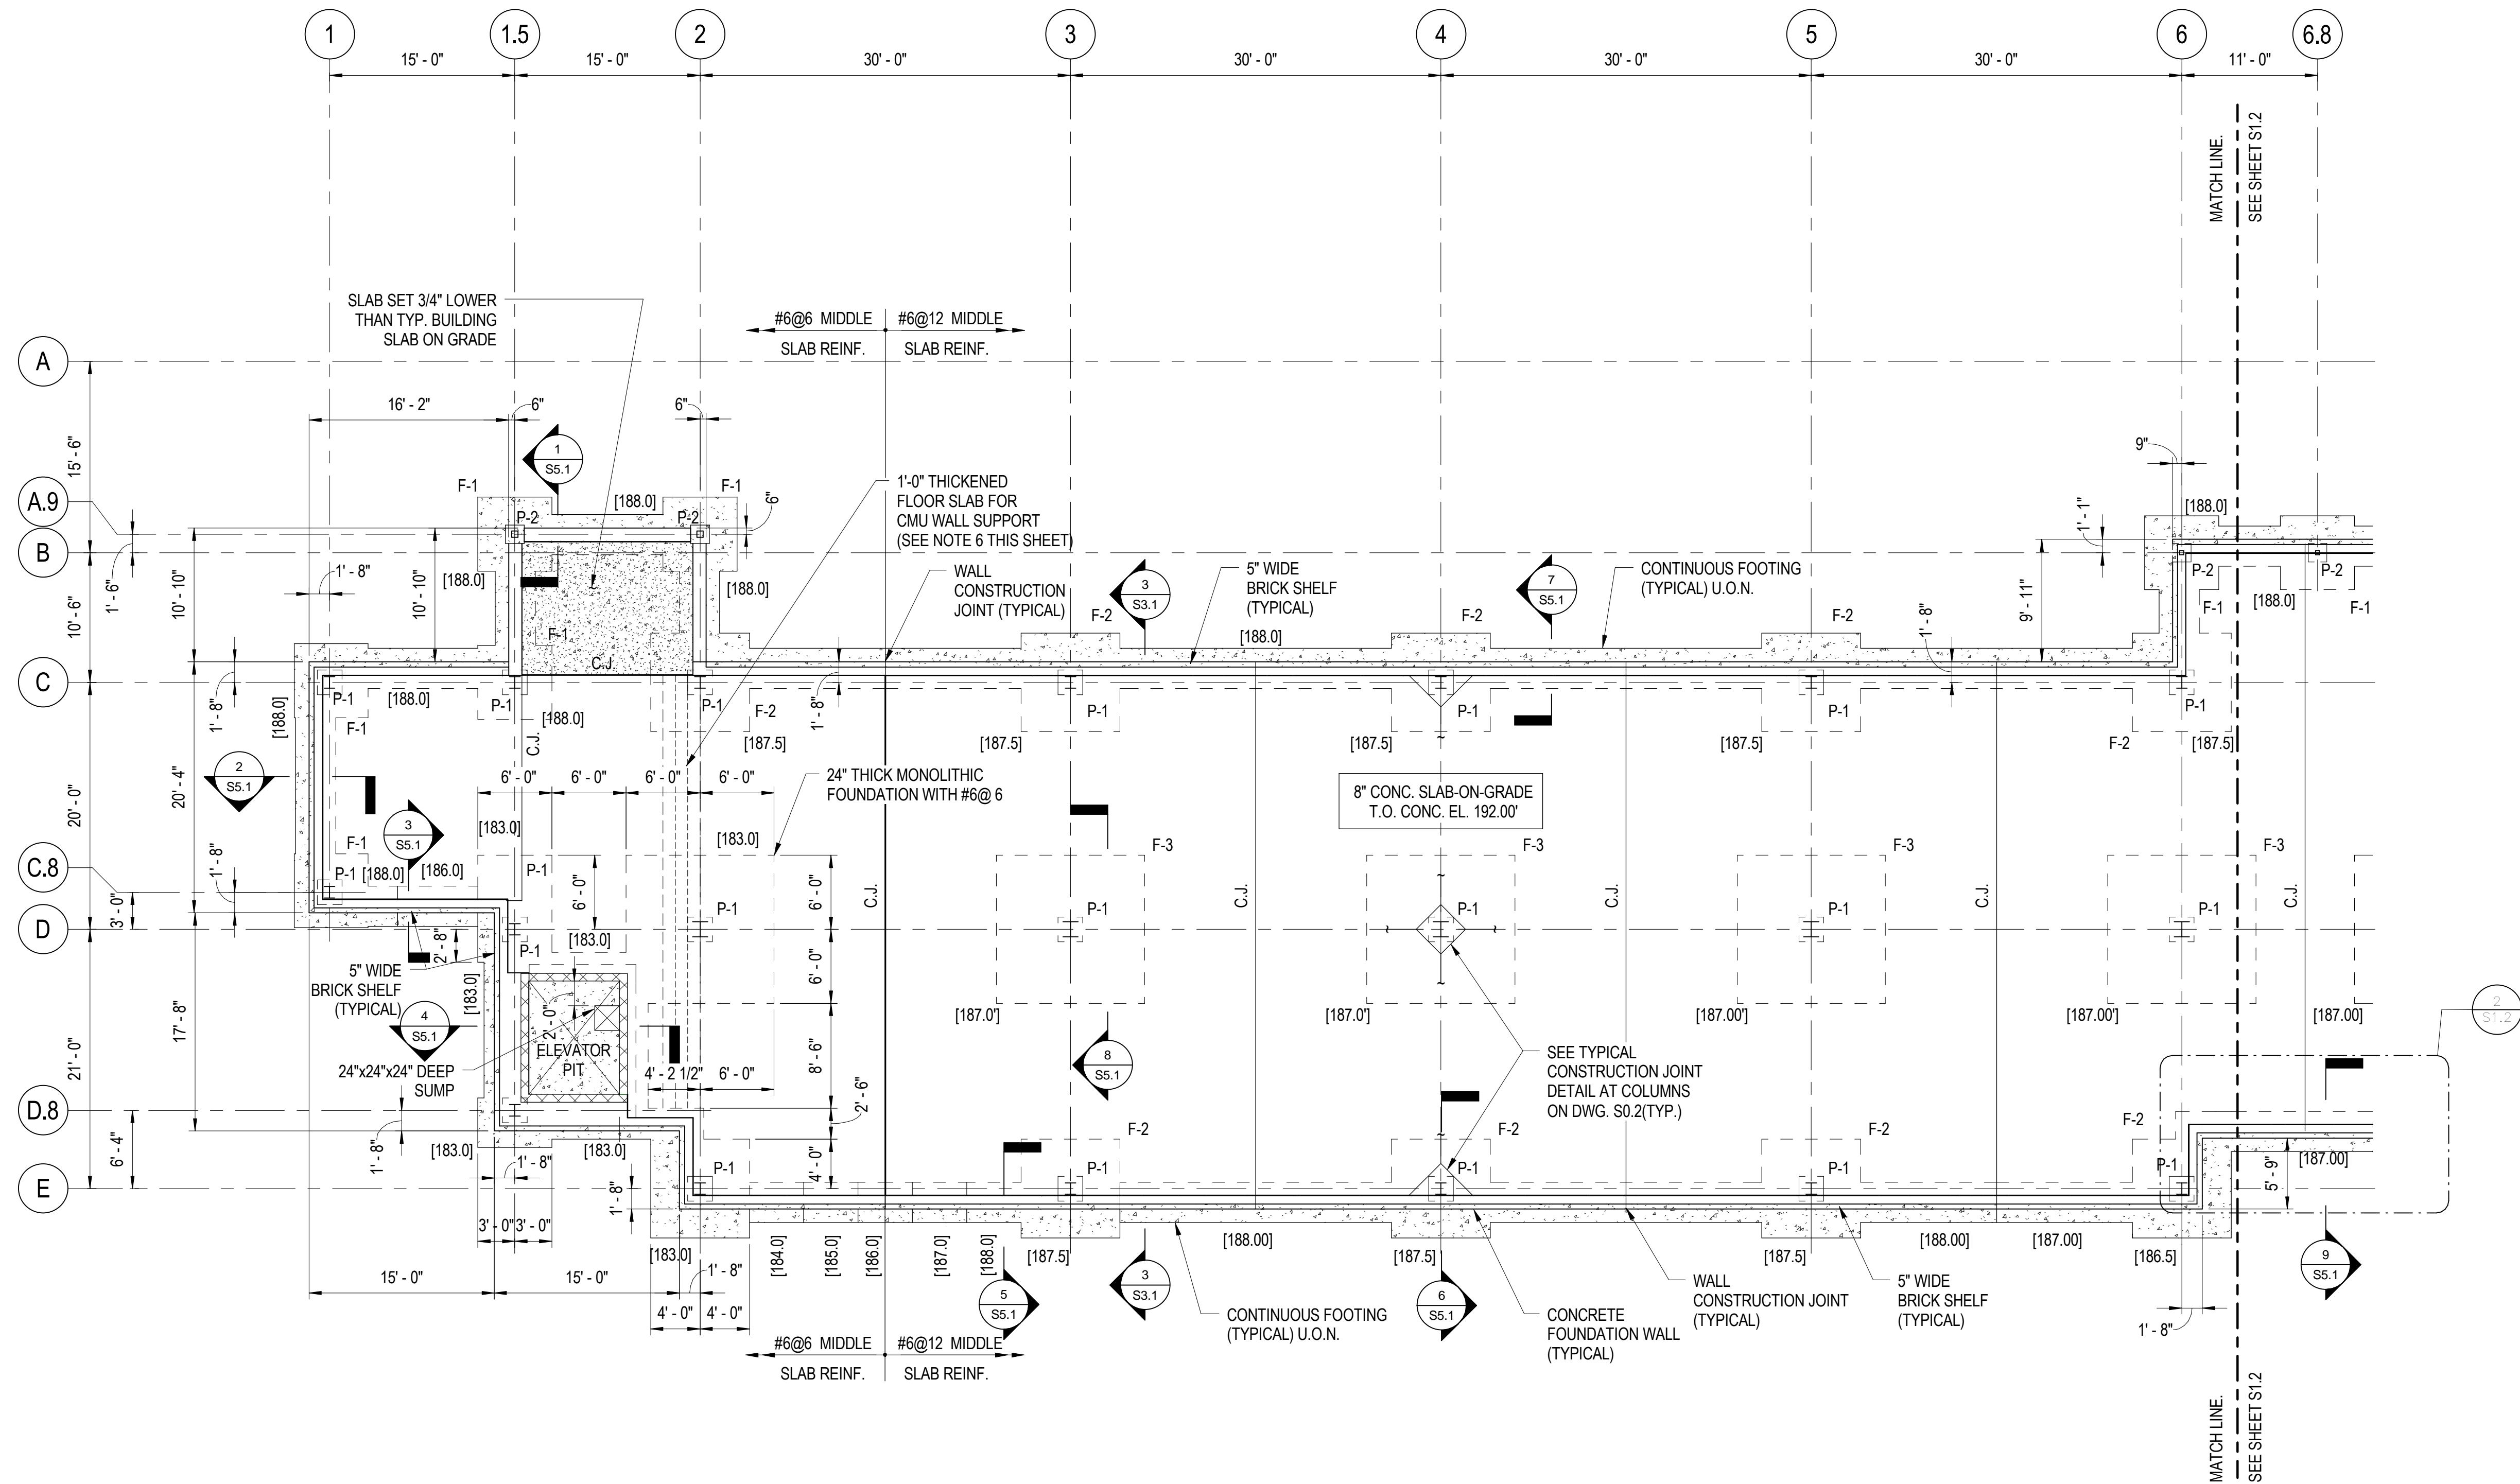 1
1.5
2
3
4
5
6
6.8
15' - 0"
15' - 0"
30' - 0"
30' - 0"
30' - 0"
30' - 0"
11' - 0"
MATCH LINE.
SEE SHEET S1.2
SLAB SET 3/4" LOWER
THAN TYP. BUILDING
SLAB ON GRADE
#6@6 MIDDLE
SLAB REINF.
#6@12 MIDDLE
SLAB REINF.
A
A.9
B
C
C.8
D
D.8
E
15' - 6"
10' - 6"
1' - 6"
20' - 0"
3' - 0"
21' - 0"
6' - 4"
16' - 2"
6"
6"
1
S5.1
F-1
[188.0]
F-1
6"
P-2
P-2
10' - 10"
10' - 10"
1' - 8"
[188.0]
[188.0]
F-1
C.J.
1'-0" THICKENED
FLOOR SLAB FOR
CMU WALL SUPPORT
(SEE NOTE 6 THIS SHEET)
WALL
CONSTRUCTION
JOINT (TYPICAL)
3
S3.1
5" WIDE
BRICK SHELF
(TYPICAL)
7
S5.1
CONTINUOUS FOOTING
(TYPICAL) U.O.N.
F-2
[188.0]
F-2
F-2
1' - 8"
9"
1' - 1"
[188.0]
9' - 11"
P-2
P-2
F-1
[188.0]
F-1
1' - 8"
[188.0]
P-1
[188.0]
F-1
P-1
[188.0]
C.J.
P-1
F-2
[187.5]
1' - 8"
P-1
[187.5]
P-1
[187.5]
P-1
[187.5]
P-1
F-2
[187.5]
2
S5.1
20' - 4"
6' - 0"
6' - 0"
6' - 0"
6' - 0"
24" THICK MONOLITHIC
FOUNDATION WITH #6@ 6
8" CONC. SLAB-ON-GRADE
T.O. CONC. EL. 192.00'
3
S5.1
F-1
[183.0]
[183.0]
1' - 8"
P-1
[188.0]
[186.0]
P-1
6' - 0"
6' - 0"
P-1
C.J.
F-3
P-1
C.J.
F-3
P-1
C.J.
F-3
P-1
C.J.
F-3
P-1
C.J.
[183.0]
P-1
2' - 8"
6' - 0"
5" WIDE
BRICK SHELF
(TYPICAL)
[183.0]
17' - 8"
4
S5.1
2' - 0"
ELEVATOR
PIT
24"x24"x24" DEEP
SUMP
4' - 2 1/2"
6' - 0"
8' - 6"
2' - 6"
[187.0']
[187.0']
[187.00']
[187.00']
[187.00]
8
S5.1
SEE TYPICAL
CONSTRUCTION JOINT
DETAIL AT COLUMNS
ON DWG. S0.2(TYP.)
2
S1.2
1' - 8"
[183.0]
1' - 8"
[183.0]
P-1
4' - 0"
F-2
P-1
F-2
P-1
F-2
P-1
F-2
P-1
[187.00]
5' - 9"
1' - 8"
3' - 0"
3' - 0"
15' - 0"
15' - 0"
[183.0]
1' - 8"
4' - 0"
4' - 0"
[184.0]
[185.0]
[186.0]
[187.0]
[188.0]
[187.5]
[188.00]
[187.5]
[187.5]
[188.00]
[187.00]
[186.5]
5
S5.1
3
S3.1
6
S5.1
9
S5.1
CONTINUOUS FOOTING
(TYPICAL) U.O.N.
CONCRETE
FOUNDATION WALL
(TYPICAL)
WALL
CONSTRUCTION JOINT
(TYPICAL)
5" WIDE
BRICK SHELF
(TYPICAL)
1' - 8"
#6@6 MIDDLE
SLAB REINF.
#6@12 MIDDLE
SLAB REINF.
MATCH LINE.
SEE SHEET S1.2